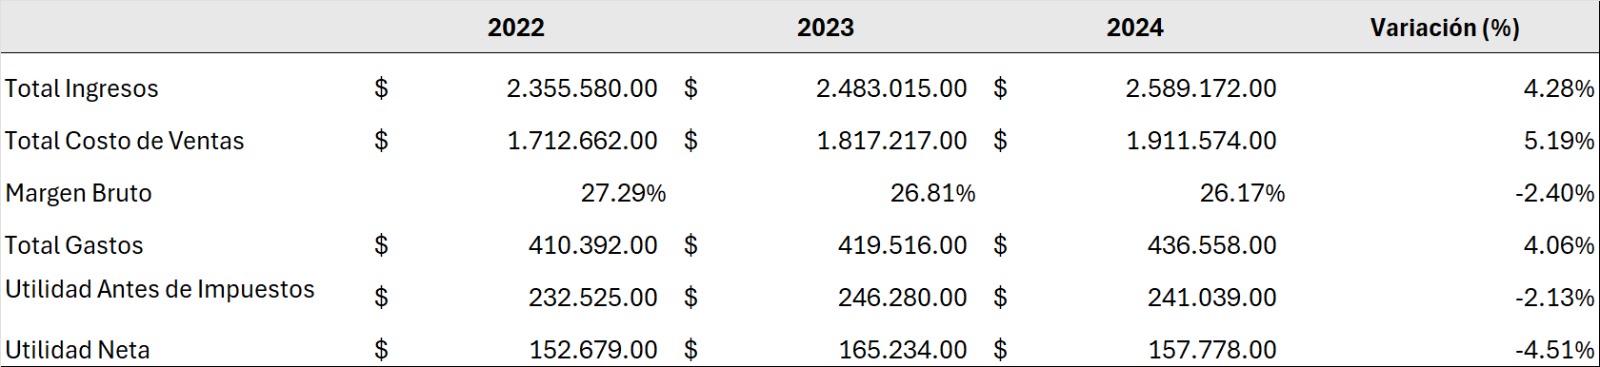 2022 2023 2024 Variación (%)
Total Ingresos $ 2.355.580.00 $ 2.483.015.00 $ 2.589.172.00 4.28%
Total Costo de Ventas $ 1.712.662.00 $ 1.817.217.00 $ 1.911.574.00 5.19%
Margen Bruto 27.29% 26.81% 26.17% -2.40%
Total Gastos $ 410.392.00 $ 419.516.00 $ 436.558.00 4.06%
Utilidad Antes de Impuestos $ 232.525.00 $ 246.280.00 $ 241.039.00 -2.13%
Utilidad Neta $ 152.679.00 $ 165.234.00 $ 157.778.00 -4.51%